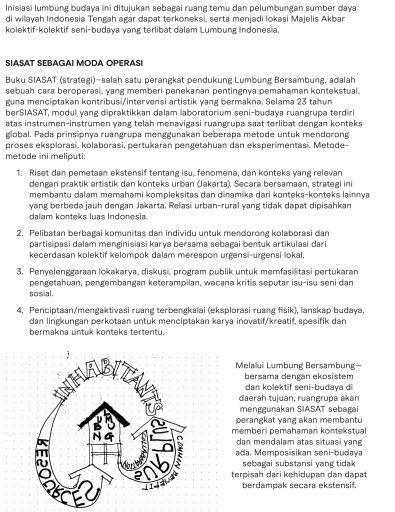 Inisiasi lumbung budaya ini ditujukan sebagai ruang temu dan pelumbungan sumber daya
di wilayah Indonesia Tengah agar dapat terkoneksi, serta menjadi lokasi Majelis Akbar
kolektif-kolektif seni-budaya yang terlibat dalam Lumbung Indonesia.
SIASAT SEBAGAI MODA OPERASI
Buku SIASAT (strategi)—salah satu perangkat pendukung Lumbung Bersambung, adalah
sebuah cara beroperasi, yang memberi penekanan pentingnya pemahaman kontekstual,
guna menciptakan kontribusi/intervensi artistik yang bermakna. Selama 23 tahun
berSIASAT, modul yang dipraktikkan dalam laboratorium seni-budaya ruangrupa terdiri
atas instrumen-instrumen yang telah menavigasi ruangrupa saat terlibat dengan konteks
global. Pada prinsipnya ruangrupa menggunakan beberapa metode untuk mendorong
proses eksplorasi, kolaborasi, pertukaran pengetahuan dan eksperimentasi. Metode-
metode ini meliputi:
1. Riset dan pemetaan ekstensif tentang isu, fenomena, dan konteks yang relevan
dengan praktik artistik dan konteks urban (Jakarta). Secara bersamaan, strategi ini
membantu dalam memahami kompleksitas dan dinamika dari konteks-konteks lainnya
yang berbeda jauh dengan Jakarta. Relasi urban-rural yang tidak dapat dipisahkan
dalam konteks luas Indonesia.
2. Pelibatan berbagai komunitas dan individu untuk mendorong kolaborasi dan
partisipasi dalam menginisiasi karya bersama sebagai bentuk artikulasi dari
kecerdasan kolektif kelompok dalam merespon urgensi-urgensi lokal.
3. Penyelenggaraan lokakarya, diskusi, program publik untuk memfasilitasi pertukaran
pengetahuan, pengembangan keterampilan, wacana kritis seputar isu-isu seni dan
sosial.
4. Penciptaan/mengaktivasi ruang terbengkalai (eksplorasi ruang fisik), lanskap budaya,
dan lingkungan perkotaan untuk menciptakan karya inovatif/kreatif, spesifik dan
bermakna untuk konteks tertentu.
INHABITANTS
RESOURCES
SURPLUS
COMMON BENEFIT
LUMBUNG
Melalui Lumbung Bersambung—
bersama dengan ekosistem
dan kolektif seni-budaya di
daerah tujuan, ruangrupa akan
menggunakan SIASAT sebagai
perangkat yang akan membantu
memberi pemahaman kontekstual
dan mendalam atas situasi yang
ada. Memposisikan seni-budaya
sebagai substansi yang tidak
terpisah dari kehidupan dan dapat
berdampak secara ekstensif.